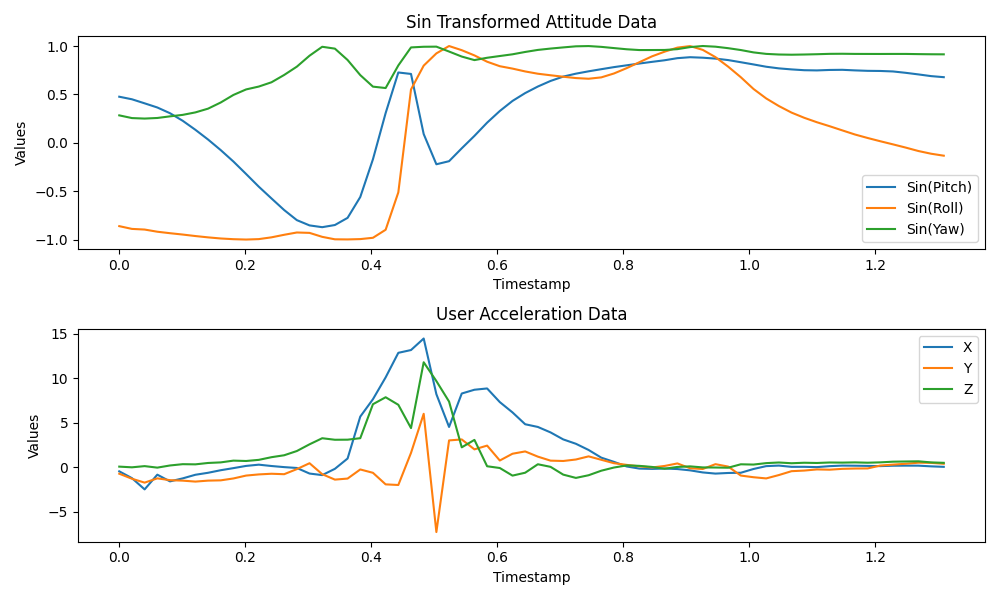 Sin Transformed Attitude Data
1.0
0.5
0.0
−0.5
−1.0
Values
Sin(Pitch)
Sin(Roll)
Sin(Yaw)
0.0 0.2 0.4 0.6 0.8 1.0 1.2
Timestamp
User Acceleration Data
15
10
5
0
−5
Values
X
Y
Z
0.0 0.2 0.4 0.6 0.8 1.0 1.2
Timestamp